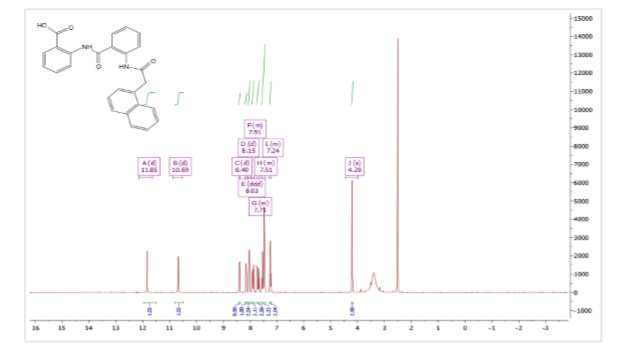 HO
O
NH
O
HN
O
15000
14000
13000
12000
11000
10000
9000
8000
7000
6000
5000
4000
3000
2000
1000
0
-1000
F (m)
7.91
D (d)
8.15
I (m)
7.24
A (d)
11.85
B (d)
10.69
C (d)
8.40
H (m)
7.51
J (s)
4.20
E (ddd)
8.03
G (m)
7.71
16 15 14 13 12 11 10 9 8 7 6 5 4 3 2 1 0 -1 -2 -3